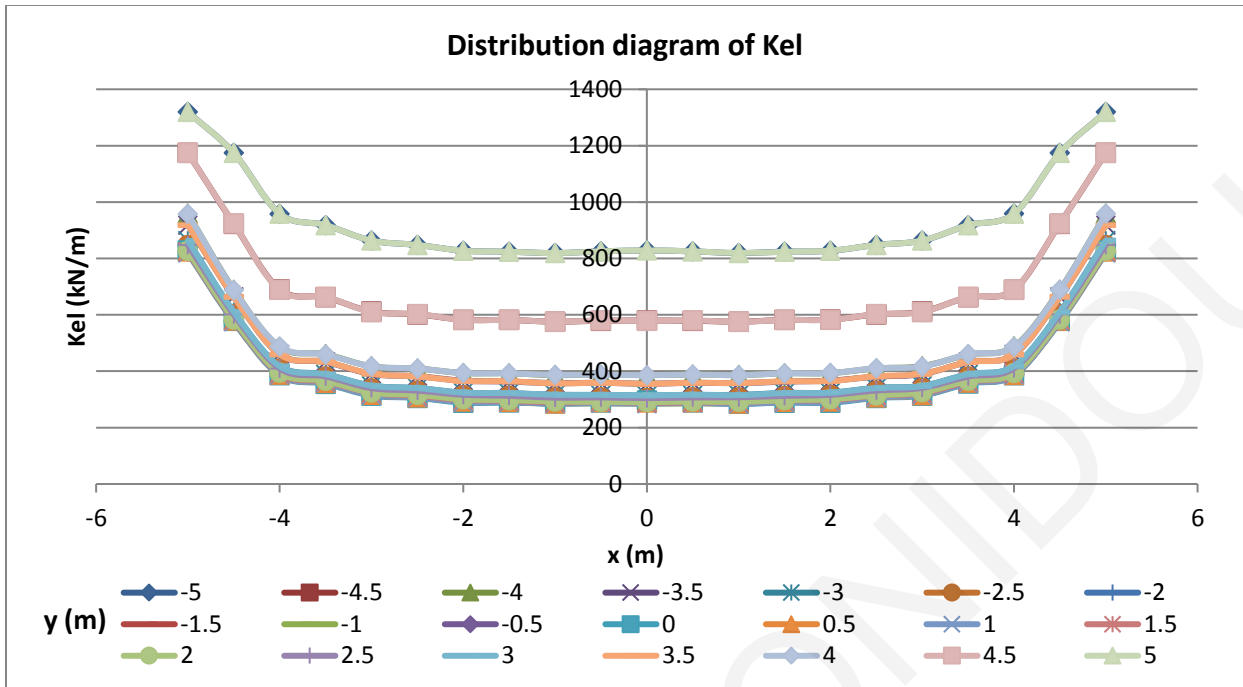 Distribution diagram of Kel
1400
1200
1000
800
600
400
200
0
Kel (kN/m)
-6 -4 -2 0 2 4 6
x (m)
y (m)
-5 -4.5 -4 -3.5 -3 -2.5 -2
-1.5 -1 -0.5 0 0.5 1 1.5
2 2.5 3 3.5 4 4.5 5
ONIDOU